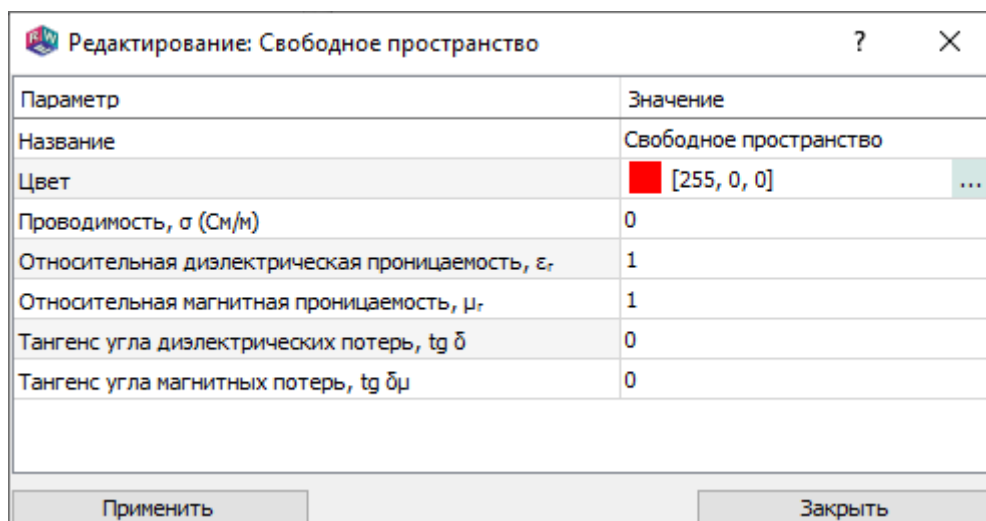 Редактирование: Свободное пространство ? ×
Параметр Значение
Название Свободное пространство
Цвет [255, 0, 0] ...
Проводимость, σ (См/м) 0
Относительная диэлектрическая проницаемость, εᵣ 1
Относительная магнитная проницаемость, μᵣ 1
Тангенс угла диэлектрических потерь, tg δ 0
Тангенс угла магнитных потерь, tg δμ 0
Применить Закрыть